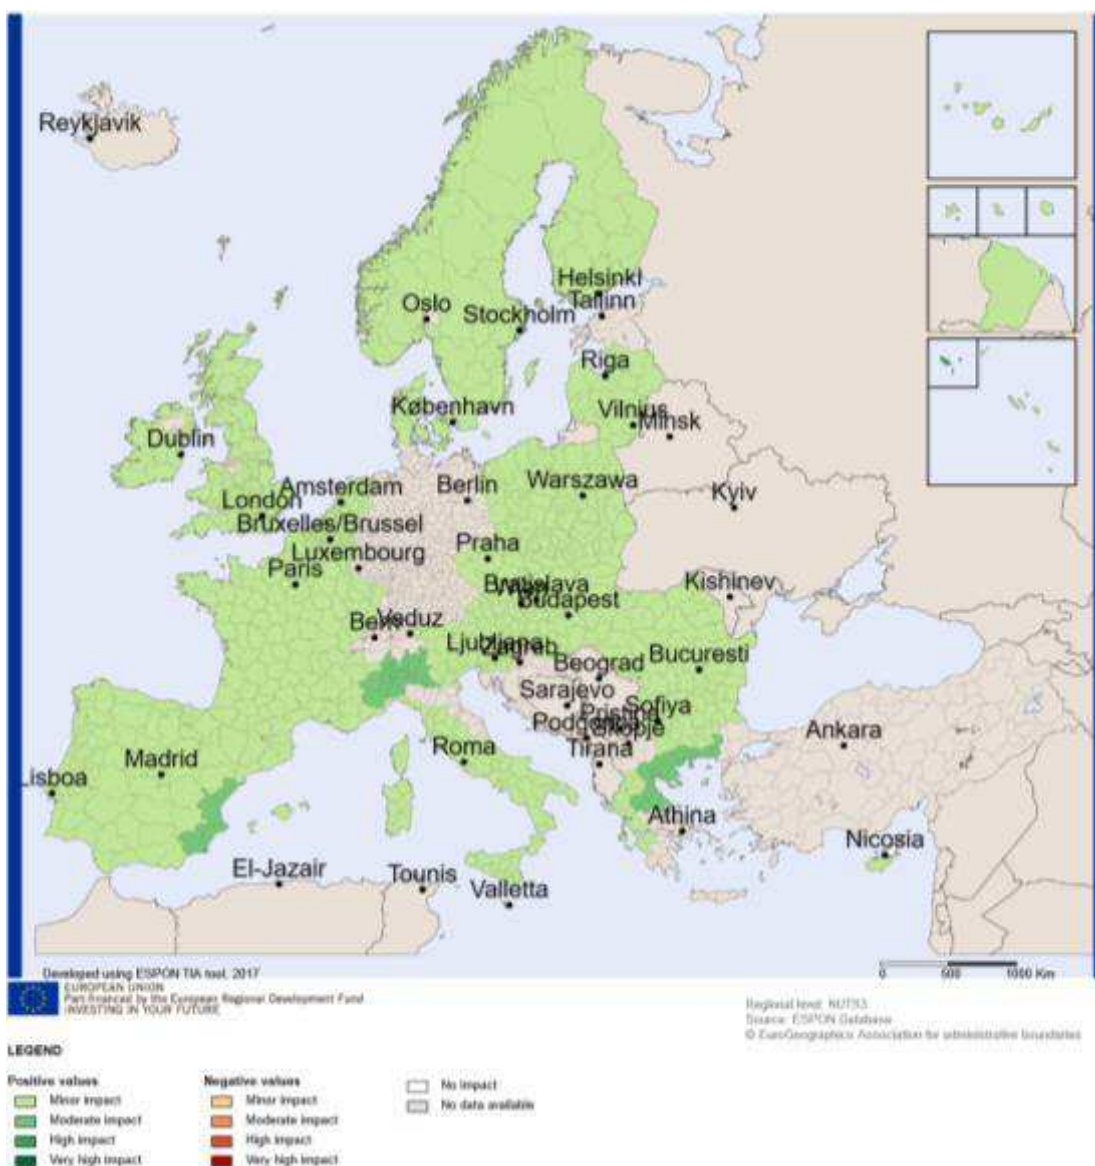 Reykjavik
Helsinki
Tallinn
Oslo
Stockholm
Riga
København
Vilnius
Minsk
Dublin
Amsterdam
Berlin
Warszawa
London
Kyiv
Bruxelles/Brussel
Luxembourg
Praha
Paris
Bratislava
Kishinev
Budapest
Bern
Vaduz
Ljubljana
Zagreb
Beograd
Bucuresti
Sarajevo
Sofiya
Skopje
Roma
Tirana
Ankara
Madrid
Lisboa
Athina
Nicosia
El-Jazair
Tounis
Valletta
Developed using ESPON TIA tool, 2017
0 500 1000 Km
EUROPEAN UNION
Part-financed by the European Regional Development Fund
INVESTING IN YOUR FUTURE
Regional level: NUTS3
Source: ESPON Database
© EuroGeographics Association for administrative boundaries
LEGEND
Positive values
Minor impact
Moderate impact
High impact
Very high impact
Negative values
Minor impact
Moderate impact
High impact
Very high impact
No impact
No data available